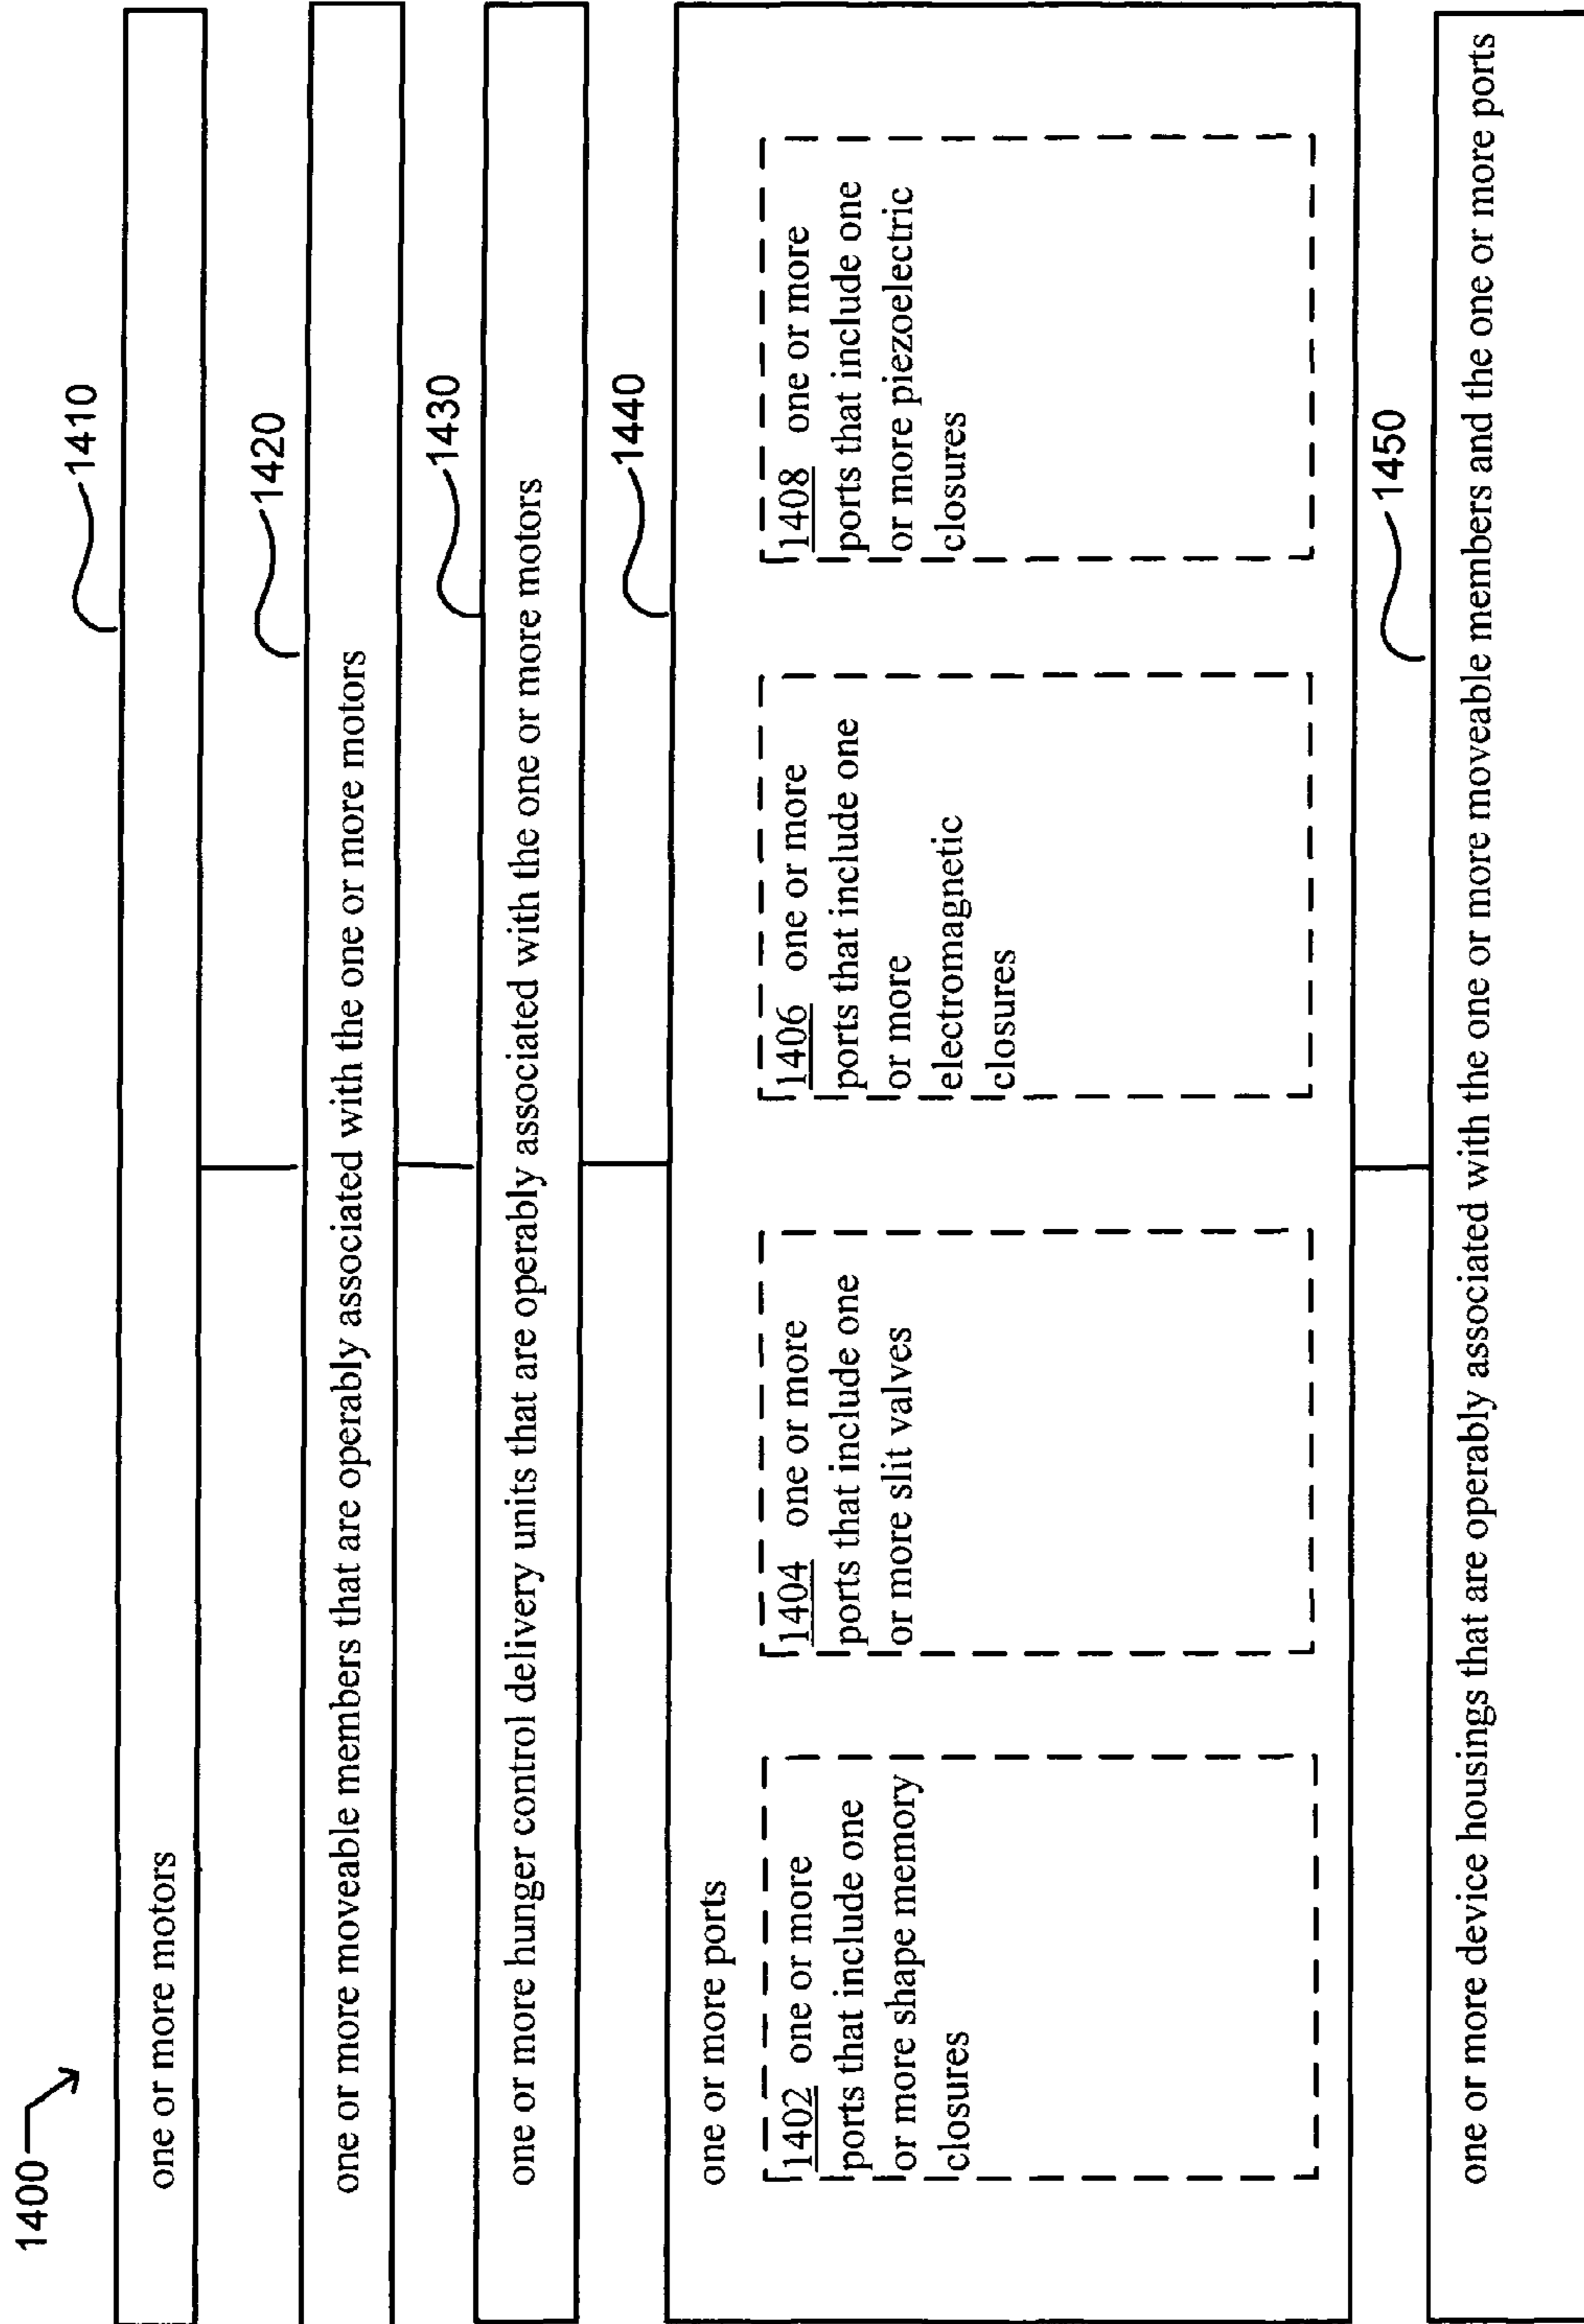 1400
1410
one or more motors
1420
one or more moveable members that are operably associated with the one or more motors
1430
one or more hunger control delivery units that are operably associated with the one or more motors
1440
one or more ports
1402 one or more
ports that include one
or more shape memory
closures
1404 one or more
ports that include one
or more slit valves
1406 one or more
ports that include one
or more
electromagnetic
closures
1408 one or more
ports that include one
or more piezoelectric
closures
1450
one or more device housings that are operably associated with the one or more moveable members and the one or more ports